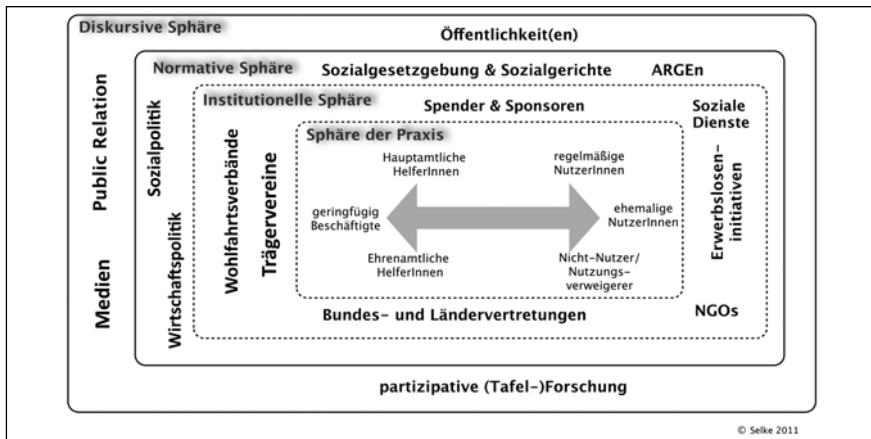 Diskursive Sphäre
Öffentlichkeit(en)
Normative Sphäre
Sozialgesetzgebung & Sozialgerichte
ARGEn
Institutionelle Sphäre
Spender & Sponsoren
Soziale
Dienste
Sphäre der Praxis
Public Relation
Medien
Sozialpolitik
Wirtschaftspolitik
Wohlfahrtsverbände
Trägervereine
Hauptamtliche
HelferInnen
regelmäßige
NutzerInnen
geringfügig
Beschäftigte
ehemalige
NutzerInnen
Ehrenamtliche
HelferInnen
Nicht-Nutzer/
Nutzungs-
verweigerer
Erwerbslosen-
initiativen
Bundes- und Ländervertretungen
NGOs
partizipative (Tafel-)Forschung
© Selke 2011